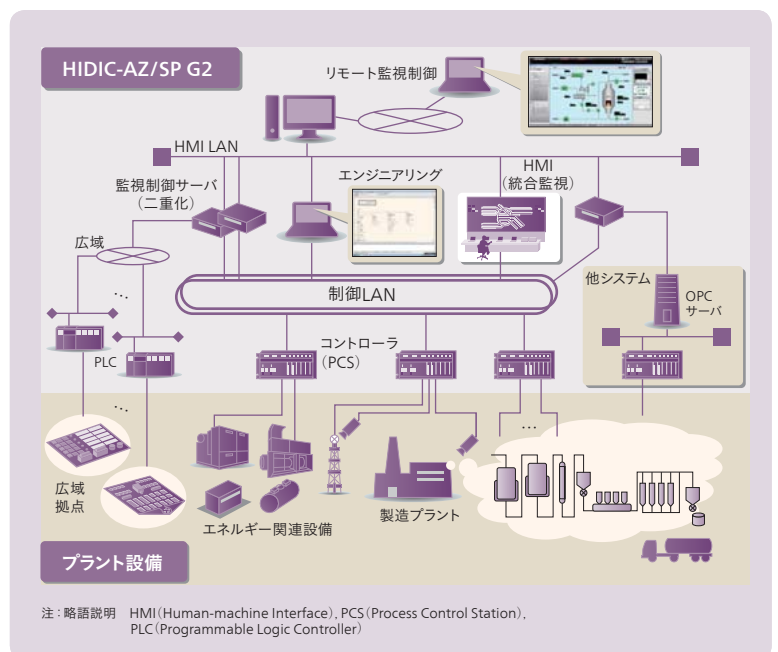 HIDIC-AZ/SP G2
リモート監視制御
HMI LAN
監視制御サーバ
（二重化）
エンジニアリング
HMI
（統合監視）
広域
制御LAN
他システム
OPC
サーバ
…
PLC
コントローラ
（PCS）
…
…
広域
拠点
エネルギー関連設備
製造プラント
プラント設備
注：略語説明　HMI（Human-machine Interface），PCS（Process Control Station），
PLC（Programmable Logic Controller）